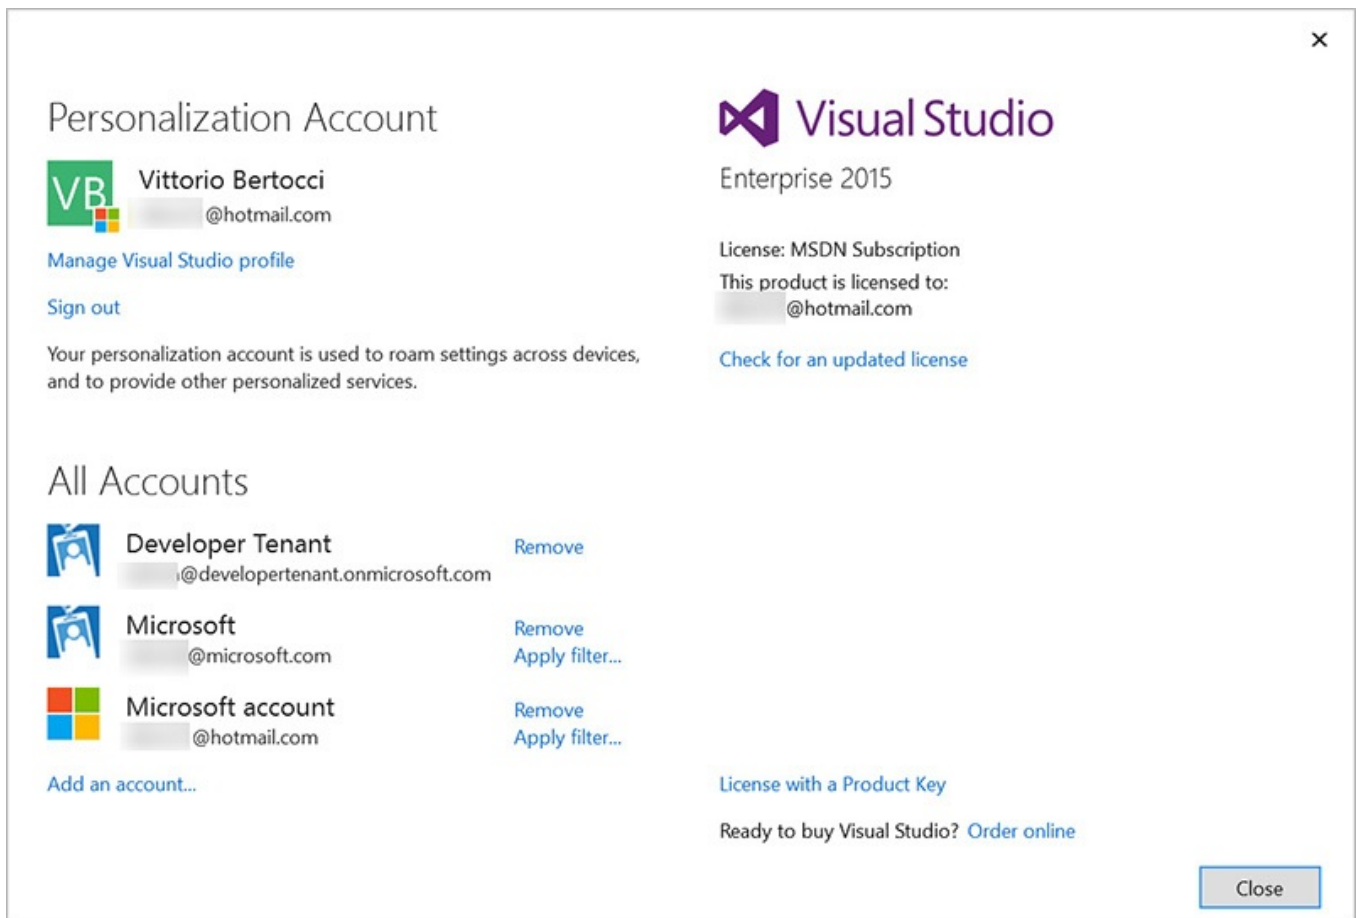 Personalization Account
VB
Vittorio Bertocci
@hotmail.com
Manage Visual Studio profile
Sign out
Your personalization account is used to roam settings across devices,
and to provide other personalized services.
All Accounts
Developer Tenant
Remove
@developertenant.onmicrosoft.com
Microsoft
Remove
@microsoft.com
Apply filter...
Microsoft account
Remove
@hotmail.com
Apply filter...
Add an account...
Visual Studio
Enterprise 2015
License: MSDN Subscription
This product is licensed to:
@hotmail.com
Check for an updated license
License with a Product Key
Ready to buy Visual Studio? Order online
Close